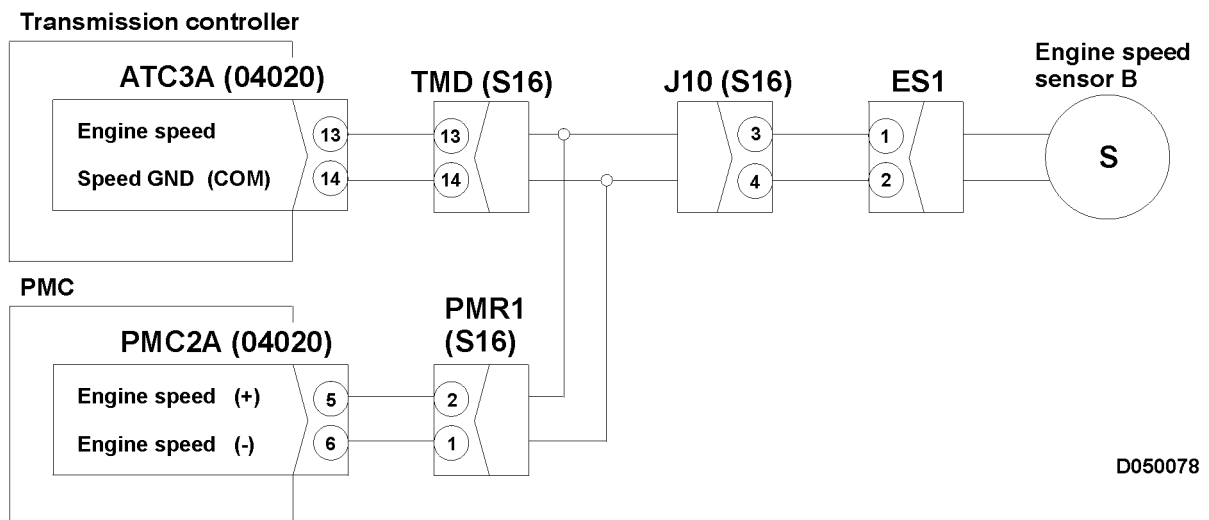 Transmission controller
ATC3A (04020)
TMD (S16)
J10 (S16)
ES1
Engine speed
sensor B
Engine speed
13
13
3
1
S
Speed GND (COM)
14
14
4
2
PMC
PMC2A (04020)
PMR1
(S16)
Engine speed (+)
5
2
Engine speed (-)
6
1
D050078